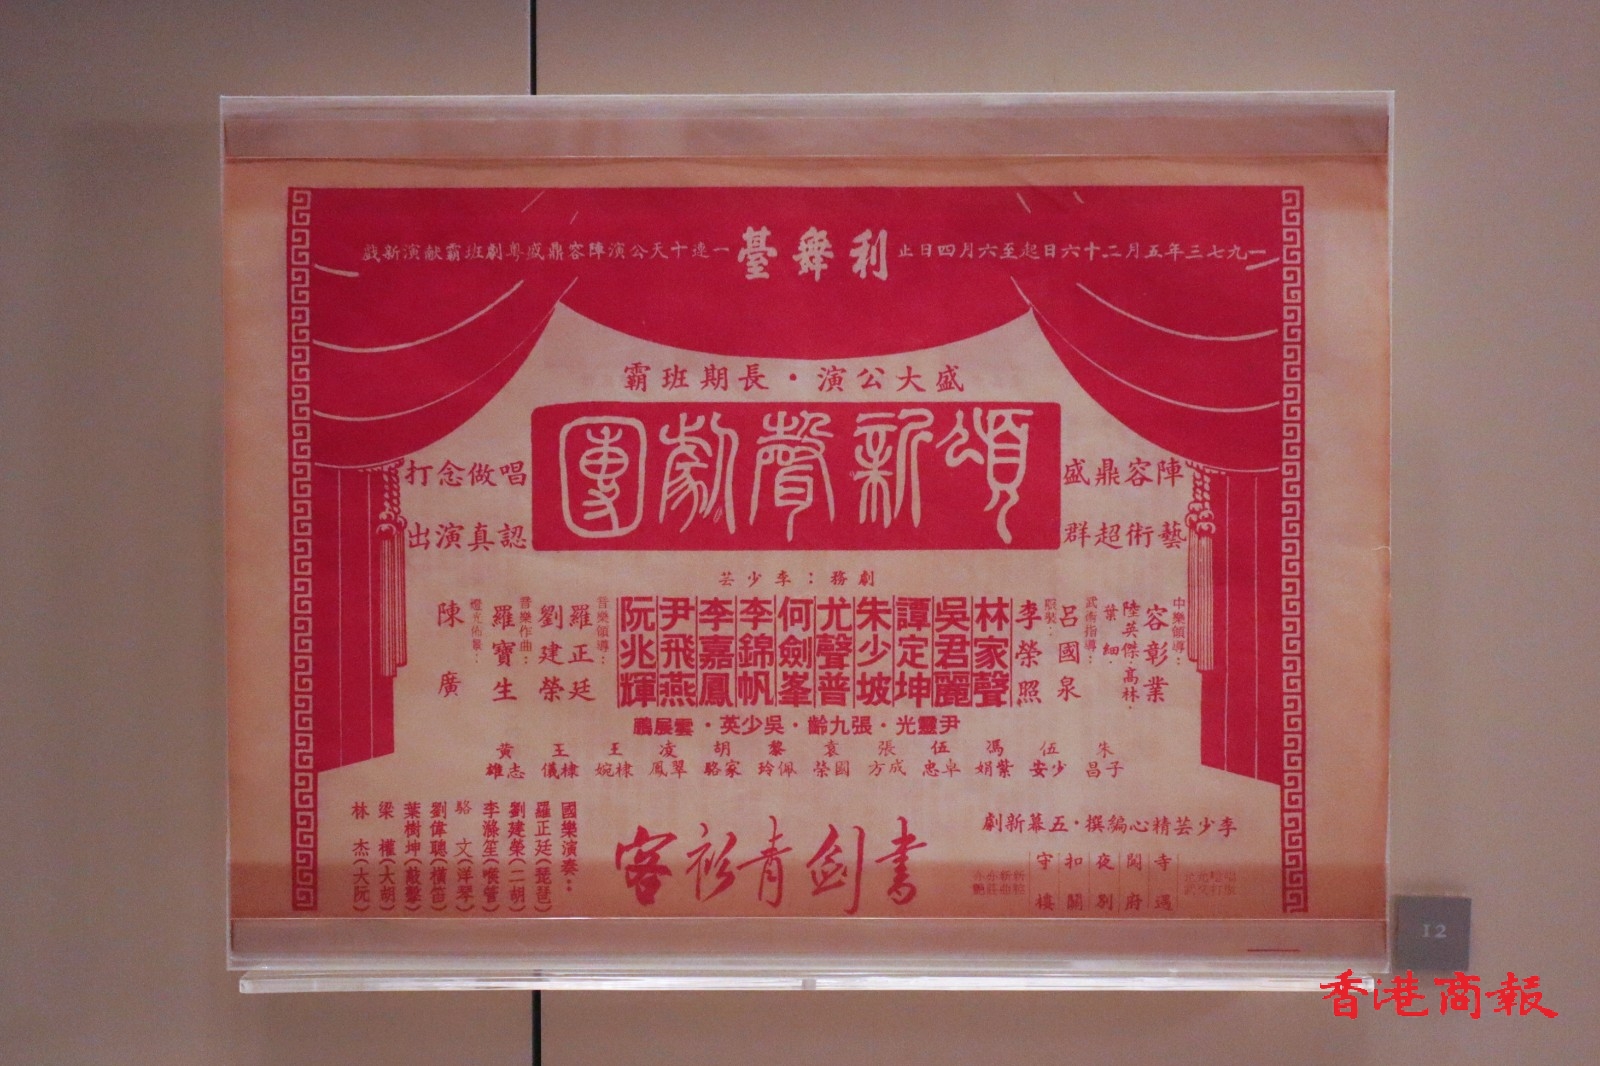 一九七三年五月二十六日起至六月四日止 利舞臺 一連十天公演陣容鼎盛粵劇班霸獻演新戲
盛大公演・長期班霸
頌新聲劇團
陣容鼎盛
藝術超群
唱做念打
認真演出
劇務：李少芸
中樂領導：
容彰業
陸英傑・高林・
葉細・
武術指導：
呂國泉
服裝：
李榮照
林家聲
吳君麗
譚定坤
朱少坡
尤聲普
何劍峯
李錦帆
李嘉鳳
尹飛燕
阮兆輝
音樂領導：
羅正廷
劉建榮
音樂作曲：
羅寶生
燈光佈景：
陳廣
尹靈光・張九齡・吳少英・雲展鵬
朱子昌
伍少安
馮紫娟
伍卓忠
張成方
袁國榮
黎佩玲
胡家駱
凌翠鳳
王棣婉
王棣儀
黃志雄
李少芸精心編撰・五幕新劇
寺遇
闖府
夜別
扣關
守樓
書劍青衫客
國樂演奏：
羅正廷(琵琶)
劉建榮(二胡)
李滌笙(喉管)
駱文(洋琴)
劉偉聰(橫笛)
葉樹坤(敲擊)
梁權(大胡)
林杰(大阮)
12
香港商報